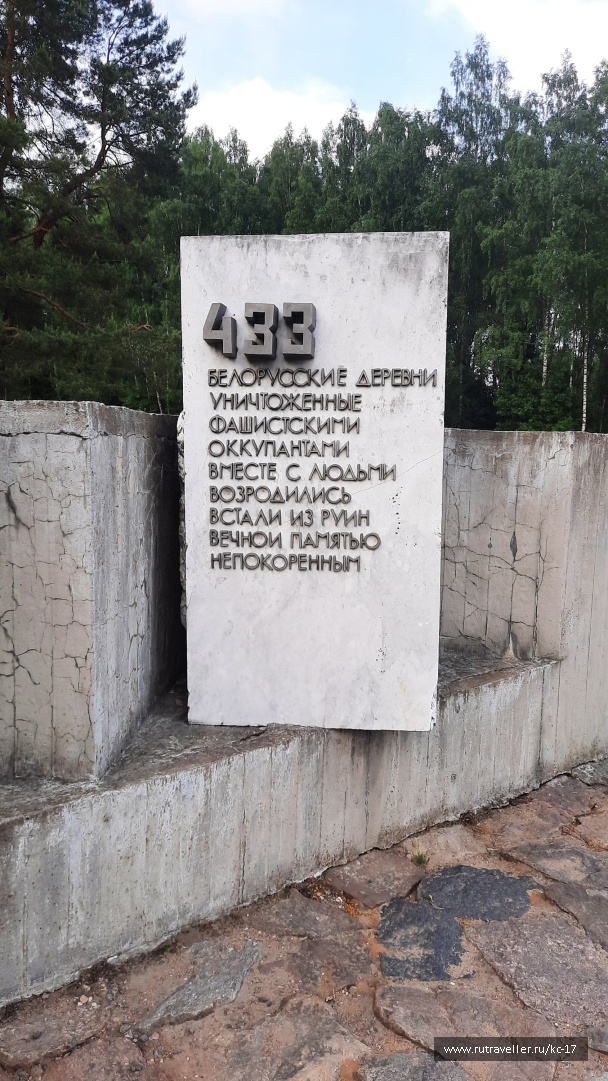 433
БЕЛОРУССКИЕ ДЕРЕВНИ
УНИЧТОЖЕННЫЕ
ФАШИСТСКИМИ
ОККУПАНТАМИ
ВМЕСТЕ С ЛЮДЬМИ
ВОЗРОДИЛИСЬ
ВСТАЛИ ИЗ РУИН
ВЕЧНОЙ ПАМЯТЬЮ
НЕПОКОРЕННЫМ
www.rutraveller.ru/kc-17